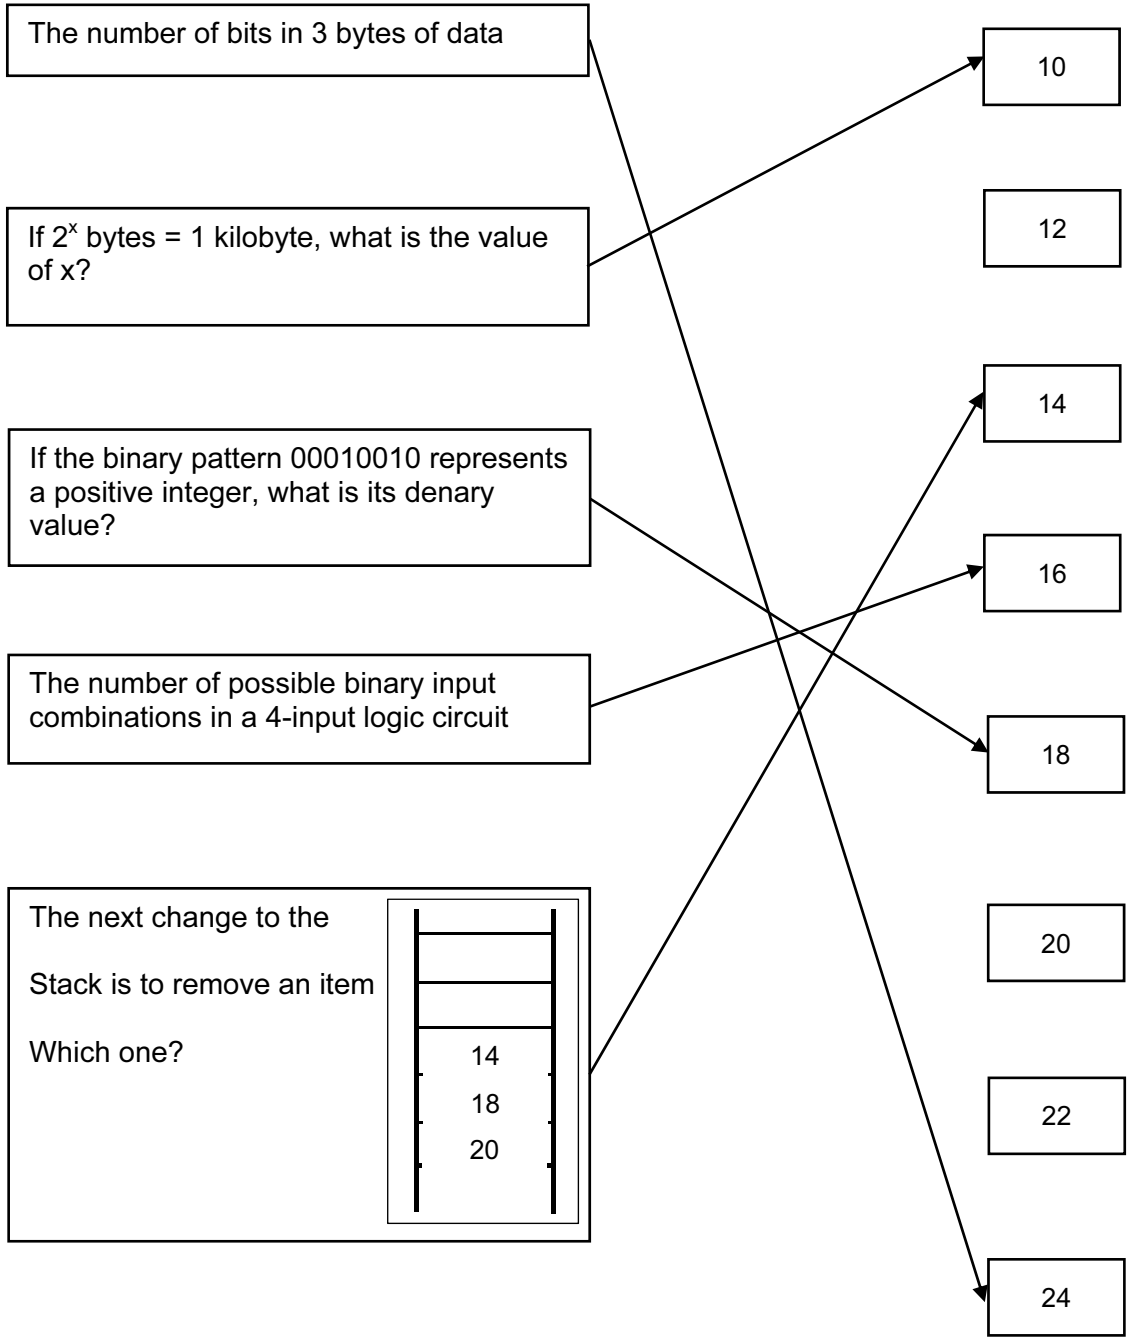 The number of bits in 3 bytes of data
If 2ˣ bytes = 1 kilobyte, what is the value
of x?
If the binary pattern 00010010 represents
a positive integer, what is its denary
value?
The number of possible binary input
combinations in a 4-input logic circuit
The next change to the
Stack is to remove an item
Which one?
14
18
20
10
12
14
16
18
20
22
24